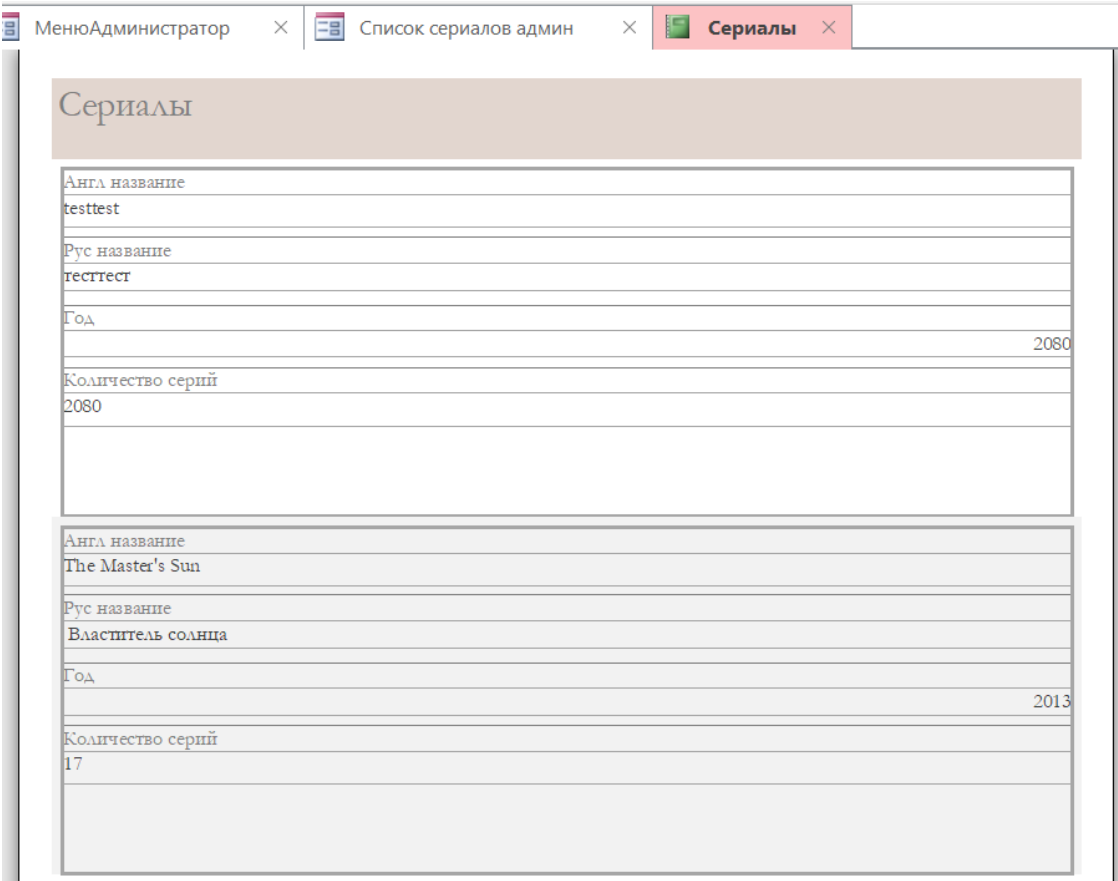 МенюАдминистратор Список сериалов админ Сериалы
Сериалы
Англ название
testtest
Рус название
тесттест
Год
2080
Количество серий
2080
Англ название
The Master's Sun
Рус название
Властитель солнца
Год
2013
Количество серий
17